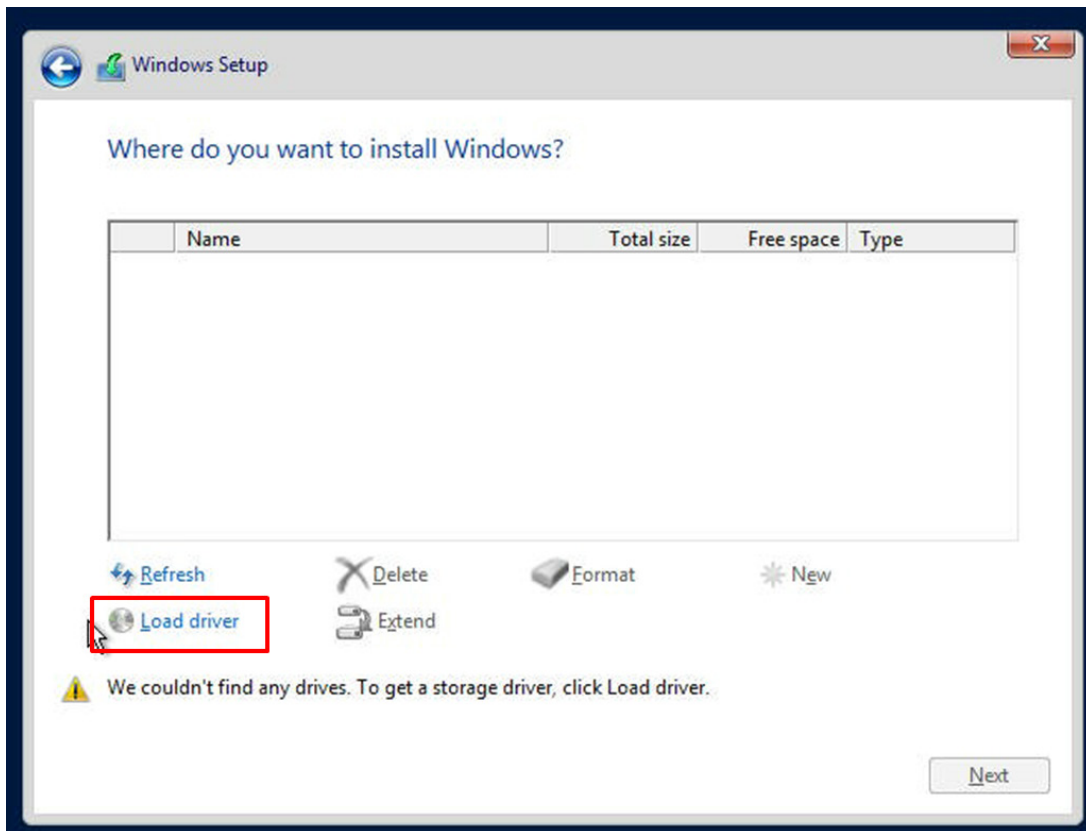 Windows Setup
Where do you want to install Windows?
Name Total size Free space Type
Refresh Delete Format New
Load driver Extend
We couldn't find any drives. To get a storage driver, click Load driver.
Next